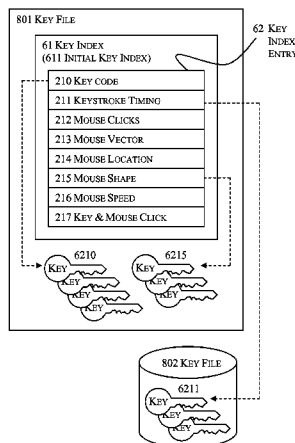 801 KEY FILE
61 KEY INDEX
(611 INITIAL KEY INDEX)
62 KEY
INDEX
ENTRY
210 KEY CODE
211 KEYSTROKE TIMING
212 MOUSE CLICKS
213 MOUSE VECTOR
214 MOUSE LOCATION
215 MOUSE SHAPE
216 MOUSE SPEED
217 KEY & MOUSE CLICK
6210
6215
KEY
KEY
KEY
KEY
KEY
KEY
KEY
802 KEY FILE
6211
KEY
KEY
KEY